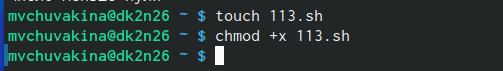 mvchuvakina@dk2n26 ~ $ touch 113.sh
mvchuvakina@dk2n26 ~ $ chmod +x 113.sh
mvchuvakina@dk2n26 ~ $